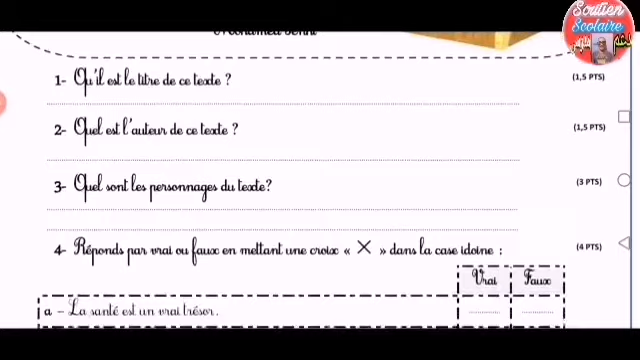 Soutien
Scolaire
1- Qu'il est le titre de ce texte ?
(1,5 PTS)
2- Quel est l'auteur de ce texte ?
(1,5 PTS)
3- Quel sont les personnages du texte?
(3 PTS)
4- Réponds par vrai ou faux en mettant une croix « X » dans la case idoine :
(4 PTS)
Vrai Faux
a - La santé est un vrai trésor.